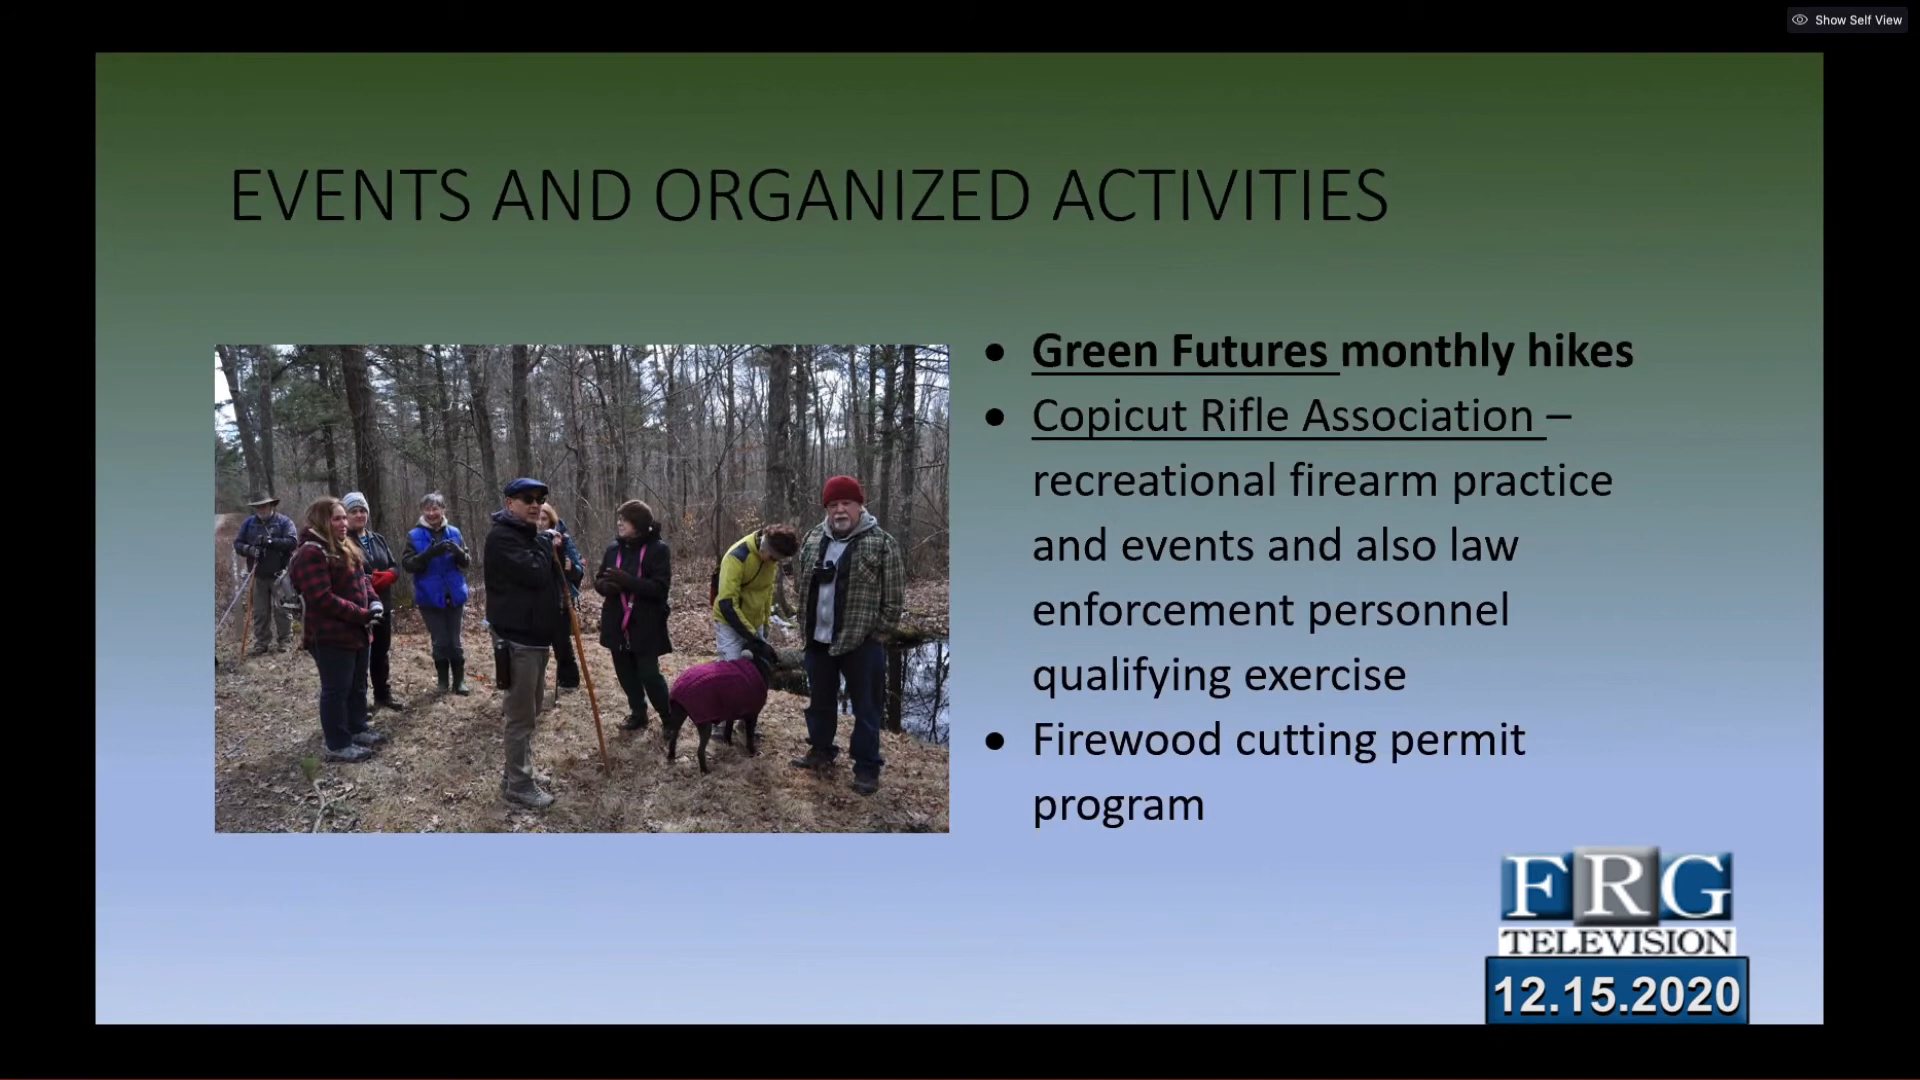 Show Self View
EVENTS AND ORGANIZED ACTIVITIES
• Green Futures monthly hikes
• Copicut Rifle Association –
recreational firearm practice
and events and also law
enforcement personnel
qualifying exercise
• Firewood cutting permit
program
FRG
TELEVISION
12.15.2020